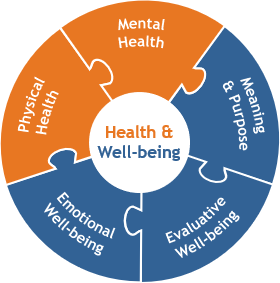 Mental
Health
Meaning
& Purpose
Evaluative
Well-being
Emotional
Well-being
Physical
Health
Health &
Well-being